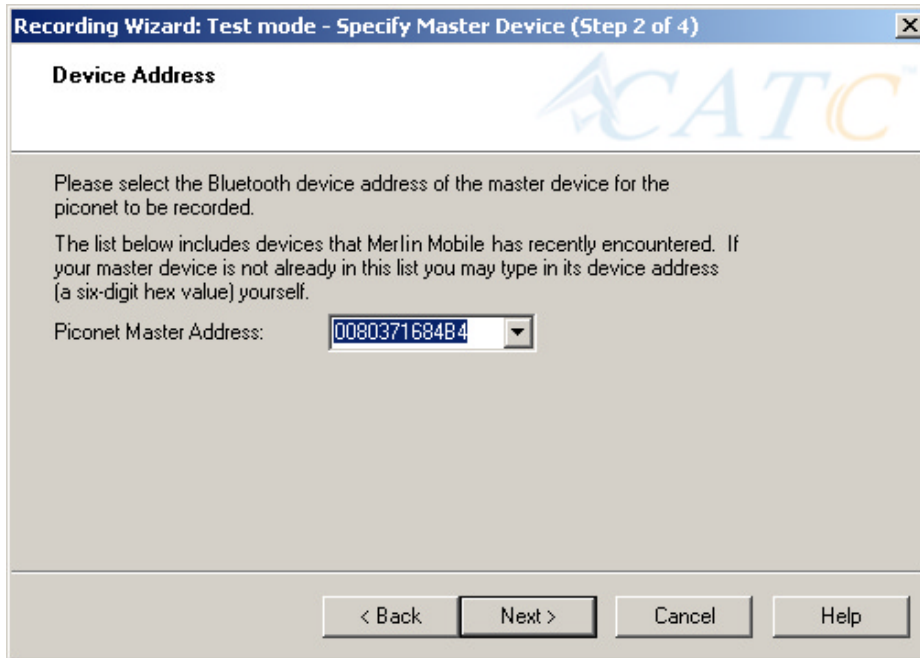 Recording Wizard: Test mode - Specify Master Device (Step 2 of 4)
Device Address
CATC
Please select the Bluetooth device address of the master device for the
piconet to be recorded.
The list below includes devices that Merlin Mobile has recently encountered. If
your master device is not already in this list you may type in its device address
(a six-digit hex value) yourself.
Piconet Master Address: 0080371684B4
< Back Next > Cancel Help